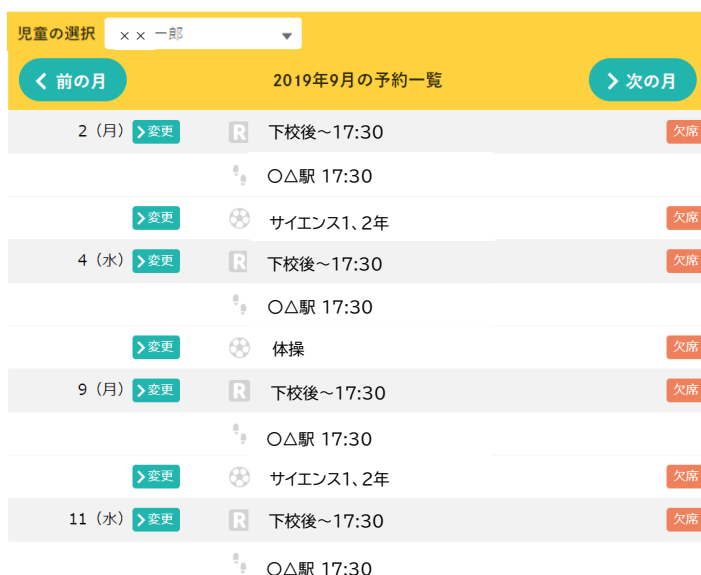 児童の選択 ×× 一郎
前の月 2019年9月の予約一覧 次の月
2（月） 変更 R 下校後～17:30 欠席
〇△駅 17:30
変更 サイエンス1、2年 欠席
4（水） 変更 R 下校後～17:30 欠席
〇△駅 17:30
変更 体操 欠席
9（月） 変更 R 下校後～17:30 欠席
〇△駅 17:30
変更 サイエンス1、2年 欠席
11（水） 変更 R 下校後～17:30 欠席
〇△駅 17:30